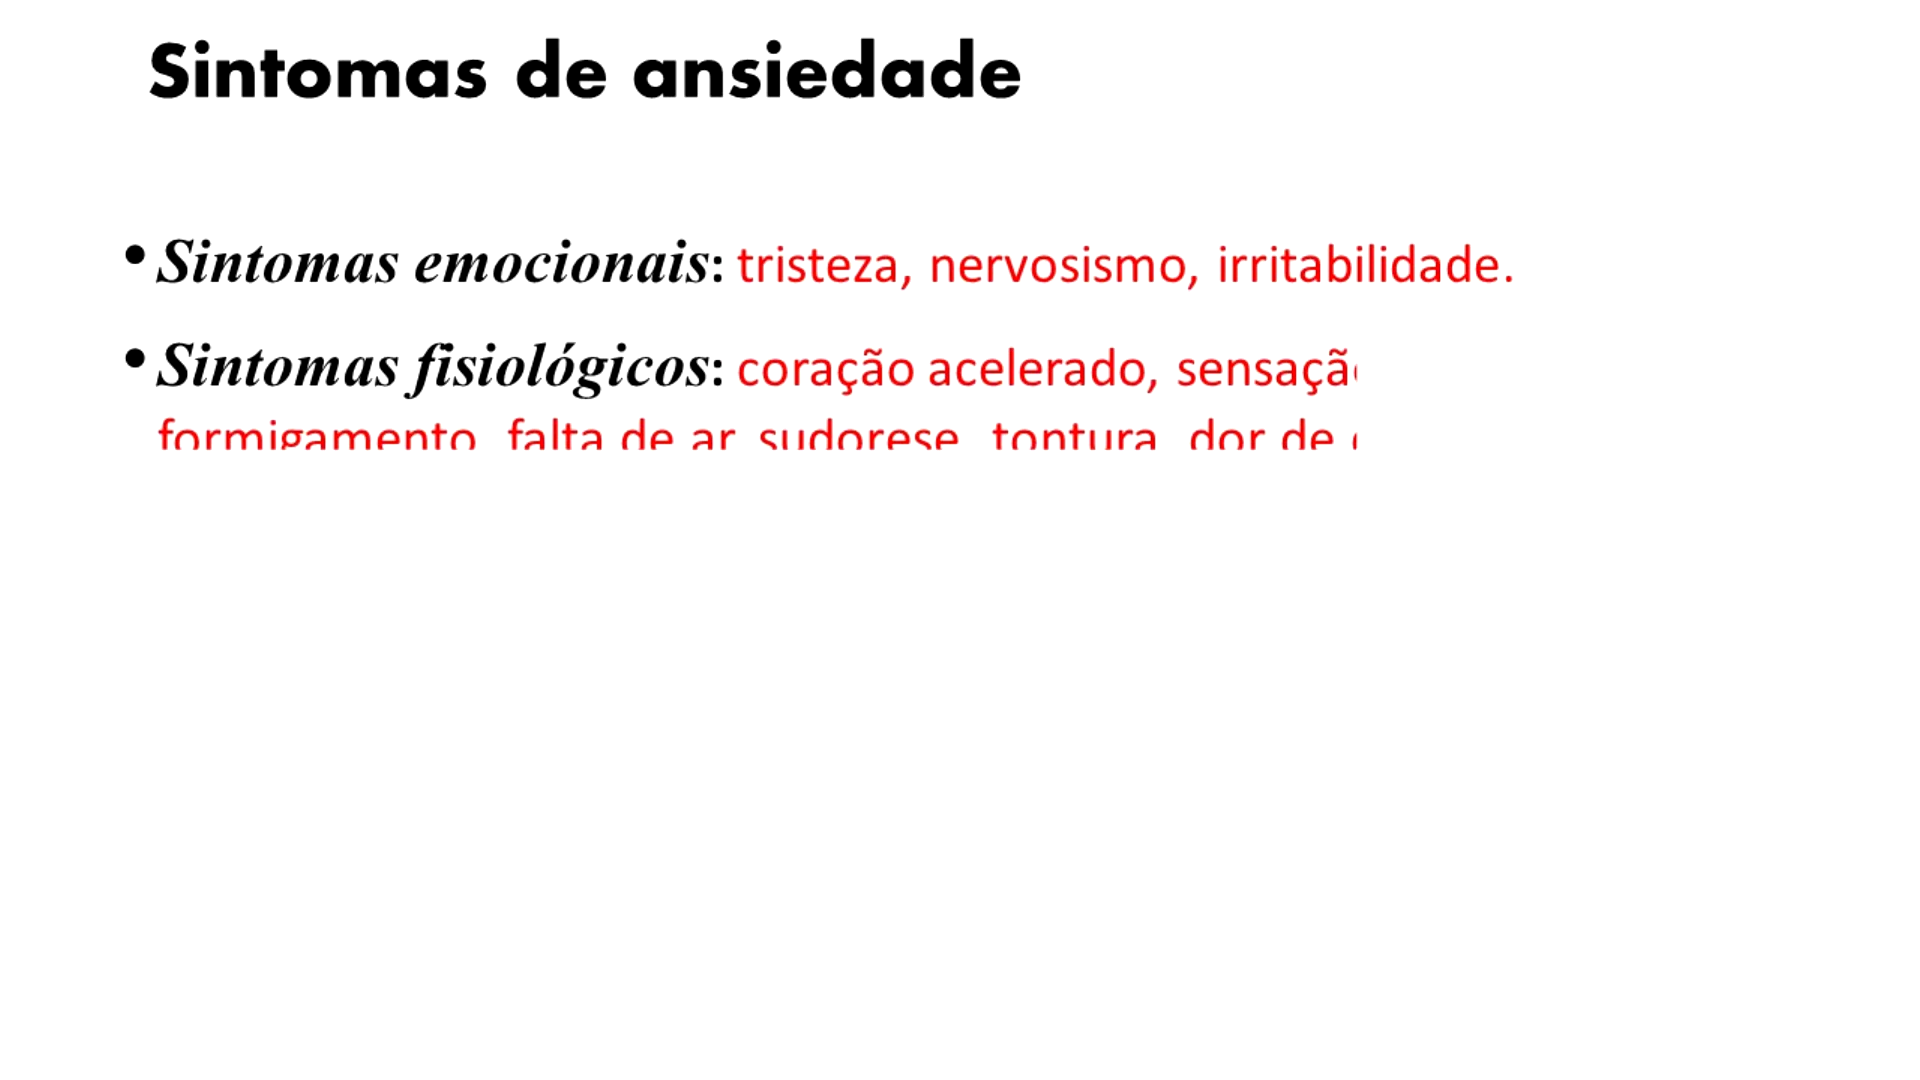 Sintomas de ansiedade
• Sintomas emocionais: tristeza, nervosismo, irritabilidade.
• Sintomas fisiológicos: coração acelerado,
formigamento, falta de ar, sudorese, tontura, dor de